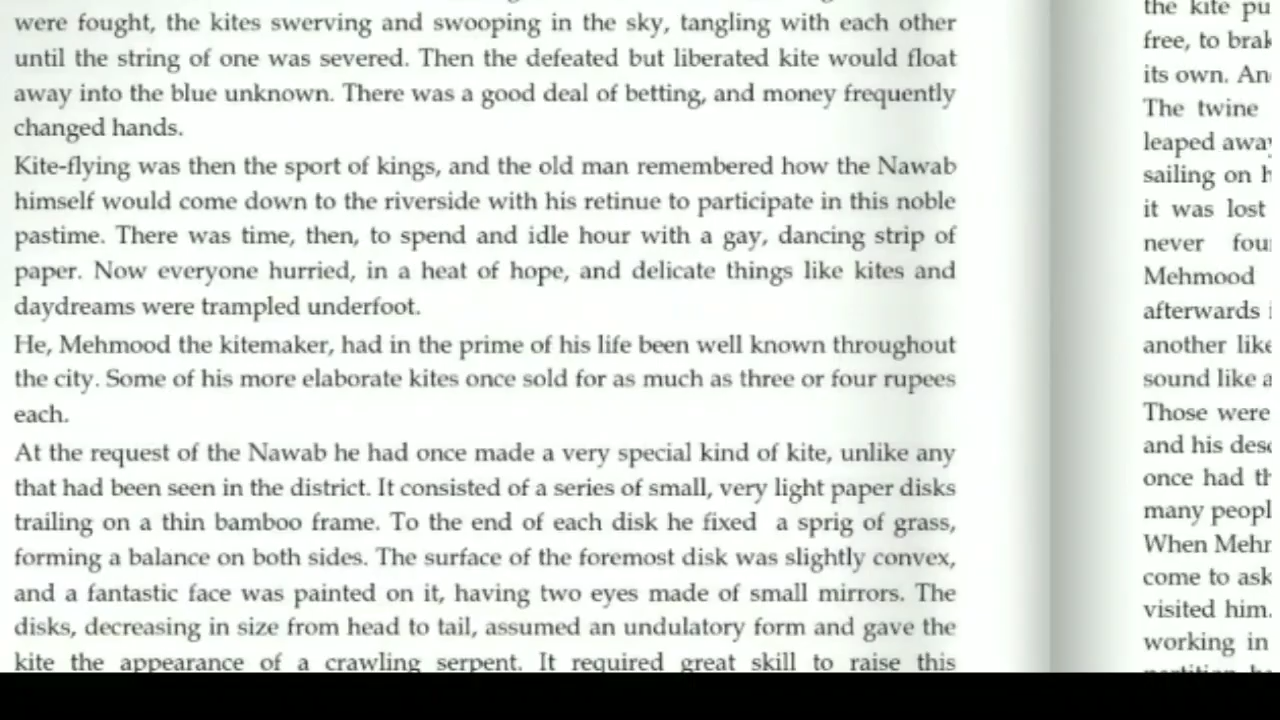 were fought, the kites swerving and swooping in the sky, tangling with each other
until the string of one was severed. Then the defeated but liberated kite would float
away into the blue unknown. There was a good deal of betting, and money frequently
changed hands.
Kite-flying was then the sport of kings, and the old man remembered how the Nawab
himself would come down to the riverside with his retinue to participate in this noble
pastime. There was time, then, to spend and idle hour with a gay, dancing strip of
paper. Now everyone hurried, in a heat of hope, and delicate things like kites and
daydreams were trampled underfoot.
He, Mehmood the kitemaker, had in the prime of his life been well known throughout
the city. Some of his more elaborate kites once sold for as much as three or four rupees
each.
At the request of the Nawab he had once made a very special kind of kite, unlike any
that had been seen in the district. It consisted of a series of small, very light paper disks
trailing on a thin bamboo frame. To the end of each disk he fixed a sprig of grass,
forming a balance on both sides. The surface of the foremost disk was slightly convex,
and a fantastic face was painted on it, having two eyes made of small mirrors. The
disks, decreasing in size from head to tail, assumed an undulatory form and gave the
kite the appearance of a crawling serpent. It required great skill to raise this
the kite pu
free, to brak
its own. An
The twine
leaped away
sailing on h
it was lost
never four
Mehmood
afterwards i
another like
sound like a
Those were
and his desc
once had th
many peopl
When Mehr
come to ask
visited him.
working in